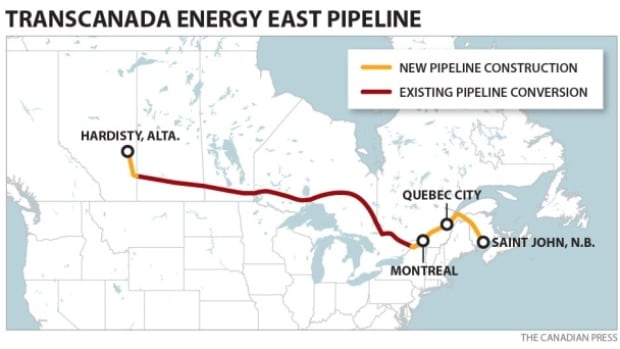 TRANSCANADA ENERGY EAST PIPELINE
NEW PIPELINE CONSTRUCTION
EXISTING PIPELINE CONVERSION
HARDISTY, ALTA.
QUEBEC CITY
SAINT JOHN, N.B.
MONTREAL
THE CANADIAN PRESS